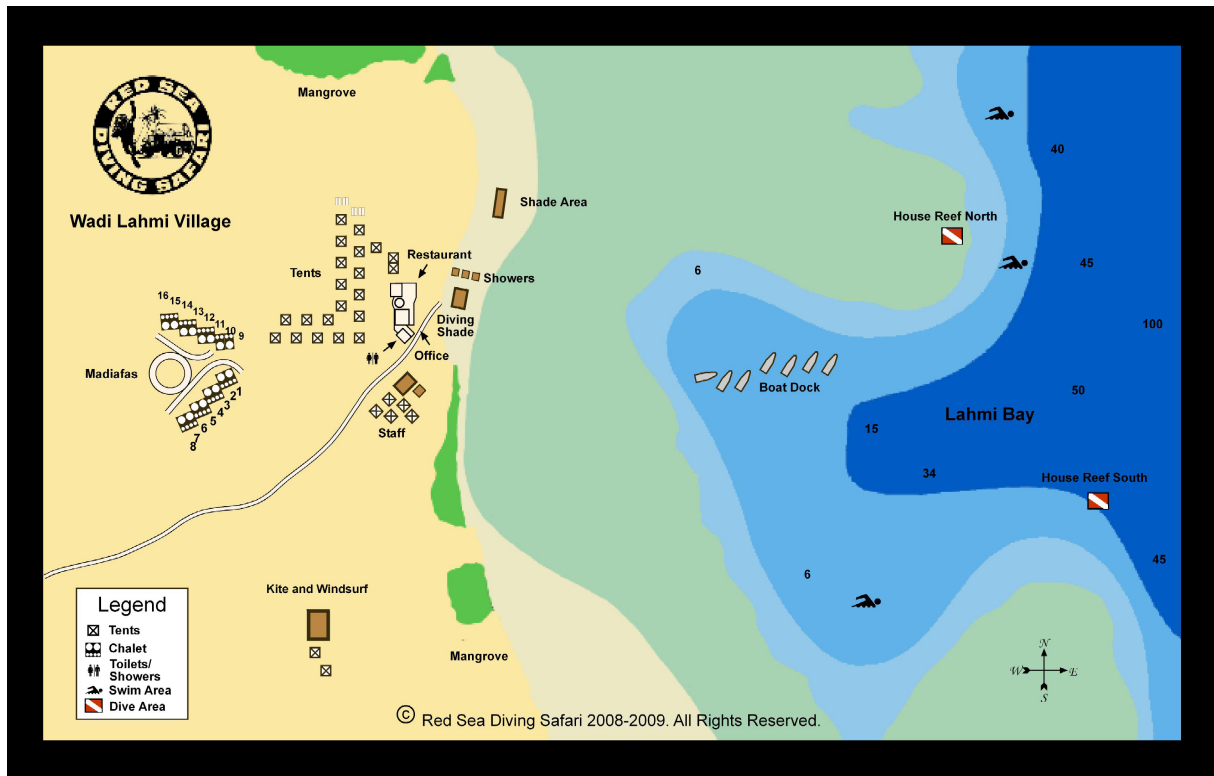 RED SEA
DIVING SAFARI
Wadi Lahmi Village
Mangrove
Shade Area
House Reef North
Restaurant
Tents
Showers
Diving
Shade
Office
Madiafas
16
15
14
13
12
11
10
9
1
2
3
4
5
6
7
8
Staff
Boat Dock
Lahmi Bay
House Reef South
40
45
6
100
50
15
34
45
6
Kite and Windsurf
Mangrove
Legend
Tents
Chalet
Toilets/
Showers
Swim Area
Dive Area
N
W
E
S
© Red Sea Diving Safari 2008-2009. All Rights Reserved.